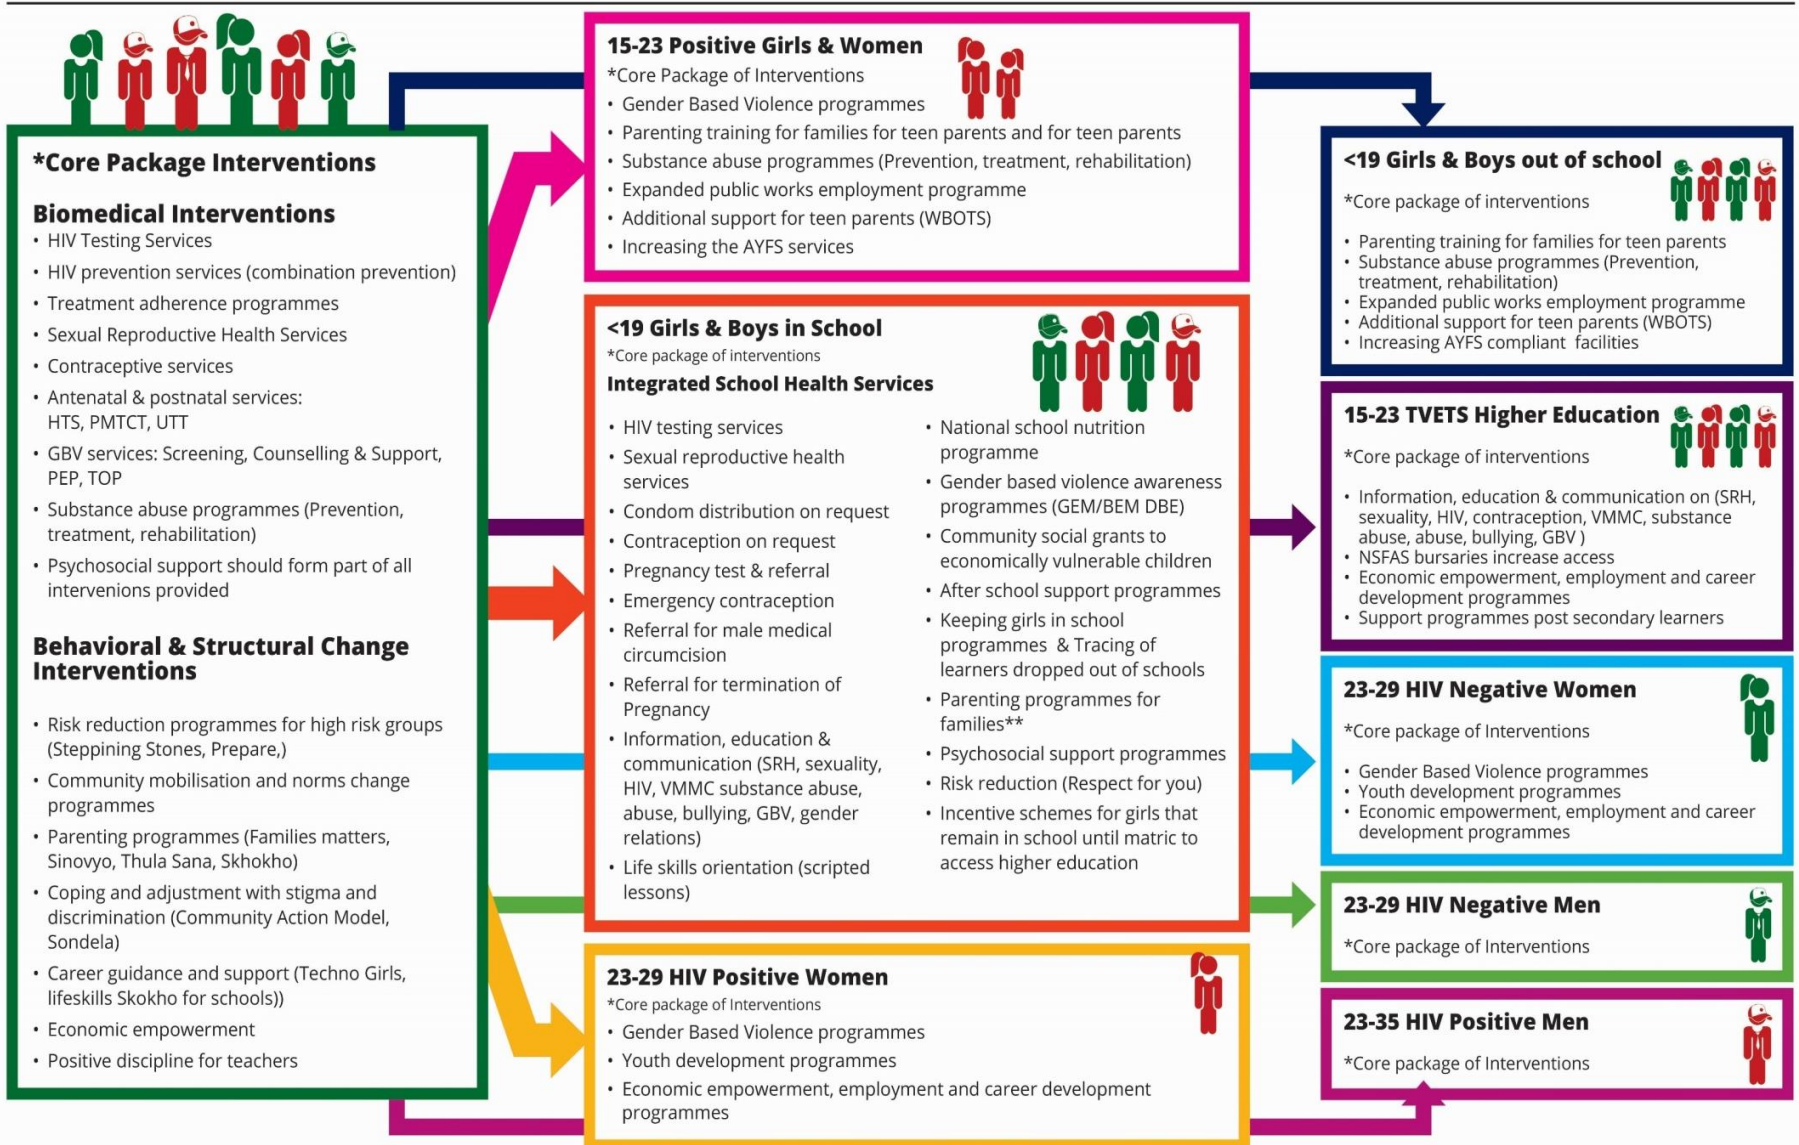 *Core Package Interventions
Biomedical Interventions
• HIV Testing Services
• HIV prevention services (combination prevention)
• Treatment adherence programmes
• Sexual Reproductive Health Services
• Contraceptive services
• Antenatal & postnatal services:
HTS, PMTCT, UTT
• GBV services: Screening, Counselling & Support,
PEP, TOP
• Substance abuse programmes (Prevention,
treatment, rehabilitation)
• Psychosocial support should form part of all
intervenions provided
Behavioral & Structural Change
Interventions
• Risk reduction programmes for high risk groups
(Steppining Stones, Prepare,)
• Community mobilisation and norms change
programmes
• Parenting programmes (Families matters,
Sinovyo, Thula Sana, Skhokho)
• Coping and adjustment with stigma and
discrimination (Community Action Model,
Sondela)
• Career guidance and support (Techno Girls,
lifeskills Skokho for schools))
• Economic empowerment
• Positive discipline for teachers
15-23 Positive Girls & Women
*Core Package of Interventions
• Gender Based Violence programmes
• Parenting training for families for teen parents and for teen parents
• Substance abuse programmes (Prevention, treatment, rehabilitation)
• Expanded public works employment programme
• Additional support for teen parents (WBOTS)
• Increasing the AYFS services
<19 Girls & Boys in School
*Core package of interventions
Integrated School Health Services
• HIV testing services
• Sexual reproductive health
services
• Condom distribution on request
• Contraception on request
• Pregnancy test & referral
• Emergency contraception
• Referral for male medical
circumcision
• Referral for termination of
Pregnancy
• Information, education &
communication (SRH, sexuality,
HIV, VMMC substance abuse,
abuse, bullying, GBV, gender
relations)
• Life skills orientation (scripted
lessons)
• National school nutrition
programme
• Gender based violence awareness
programmes (GEM/BEM DBE)
• Community social grants to
economically vulnerable children
• After school support programmes
• Keeping girls in school
programmes & Tracing of
learners dropped out of schools
• Parenting programmes for
families**
• Psychosocial support programmes
• Risk reduction (Respect for you)
• Incentive schemes for girls that
remain in school until matric to
access higher education
23-29 HIV Positive Women
*Core package of Interventions
• Gender Based Violence programmes
• Youth development programmes
• Economic empowerment, employment and career development
programmes
<19 Girls & Boys out of school
*Core package of interventions
• Parenting training for families for teen parents
• Substance abuse programmes (Prevention,
treatment, rehabilitation)
• Expanded public works employment programme
• Additional support for teen parents (WBOTS)
• Increasing AYFS compliant facilities
15-23 TVETS Higher Education
*Core package of interventions
• Information, education & communication on (SRH,
sexuality, HIV, contraception, VMMC, substance
abuse, abuse, bullying, GBV )
• NSFAS bursaries increase access
• Economic empowerment, employment and career
development programmes
• Support programmes post secondary learners
23-29 HIV Negative Women
*Core package of Interventions
• Gender Based Violence programmes
• Youth development programmes
• Economic empowerment, employment and career
development programmes
23-29 HIV Negative Men
*Core package of Interventions
23-35 HIV Positive Men
*Core package of Interventions